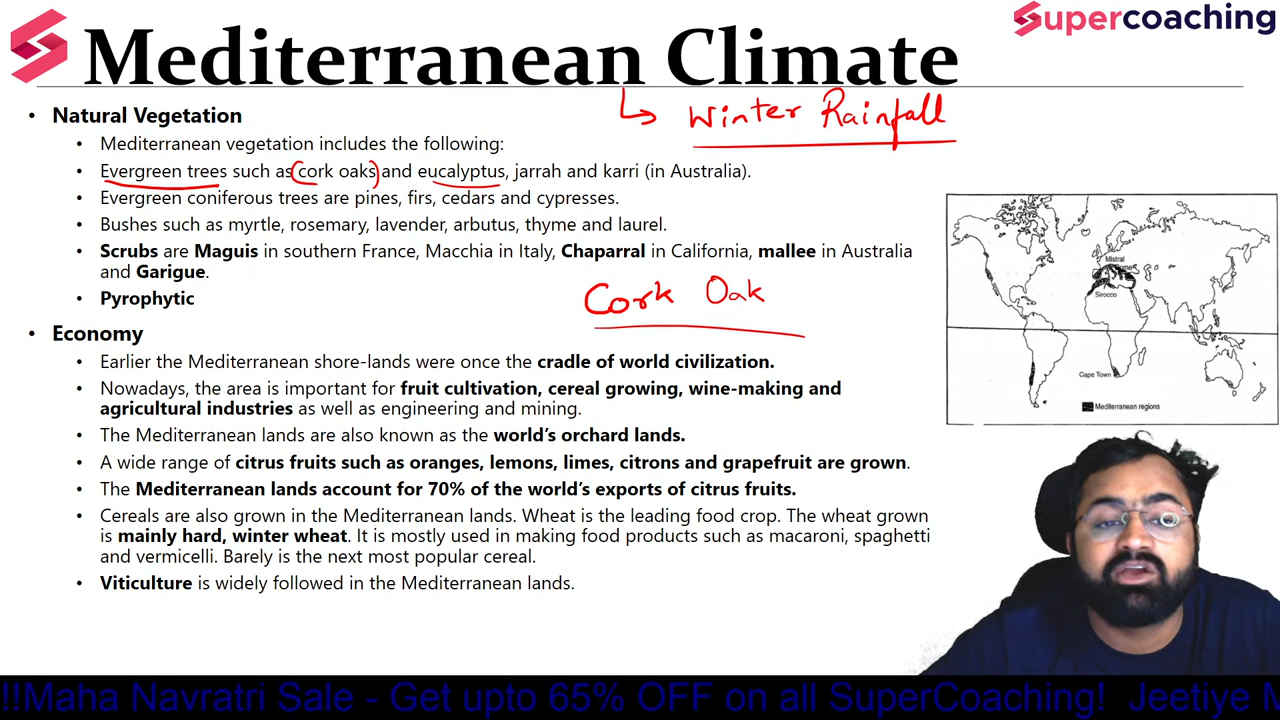 Supercoaching
Mediterranean Climate
↳ Winter Rainfall
• Natural Vegetation
• Mediterranean vegetation includes the following:
• Evergreen trees such as (cork oaks) and eucalyptus, jarrah and karri (in Australia).
• Evergreen coniferous trees are pines, firs, cedars and cypresses.
• Bushes such as myrtle, rosemary, lavender, arbutus, thyme and laurel.
• Scrubs are Maguis in southern France, Macchia in Italy, Chaparral in California, mallee in Australia
and Garigue.
• Pyrophytic
Cork Oak
• Economy
• Earlier the Mediterranean shore-lands were once the cradle of world civilization.
• Nowadays, the area is important for fruit cultivation, cereal growing, wine-making and
agricultural industries as well as engineering and mining.
• The Mediterranean lands are also known as the world's orchard lands.
• A wide range of citrus fruits such as oranges, lemons, limes, citrons and grapefruit are grown.
• The Mediterranean lands account for 70% of the world's exports of citrus fruits.
• Cereals are also grown in the Mediterranean lands. Wheat is the leading food crop. The wheat grown
is mainly hard, winter wheat. It is mostly used in making food products such as macaroni, spaghetti
and vermicelli. Barely is the next most popular cereal.
• Viticulture is widely followed in the Mediterranean lands.
Mistral
Sirocco
Cape Town
Mediterranean regions
!!Maha Navratri Sale - Get upto 65% OFF on all SuperCoaching! Jeetiye M